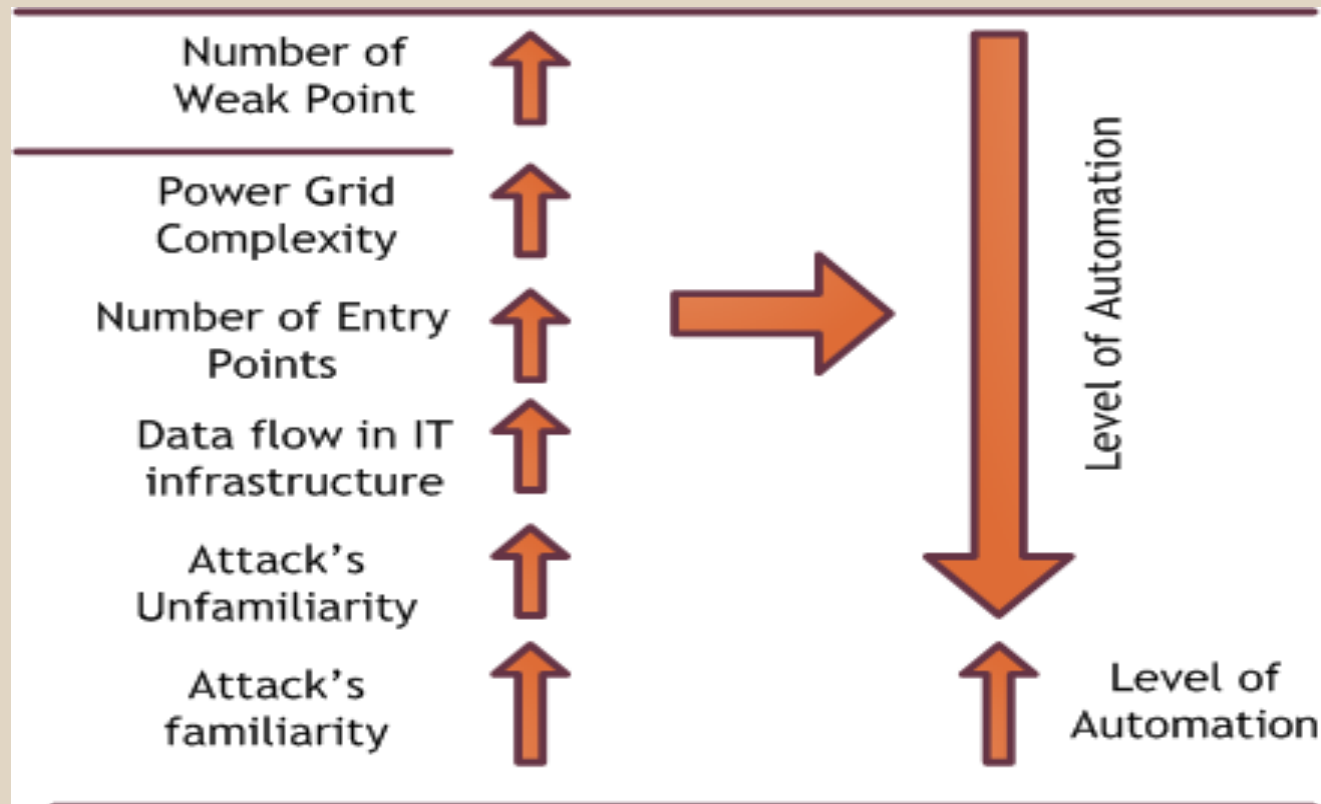 Number of
Weak Point
Power Grid
Complexity
Number of Entry
Points
Data flow in IT
infrastructure
Attack's
Unfamiliarity
Attack's
familiarity
Level of Automation
Level of
Automation